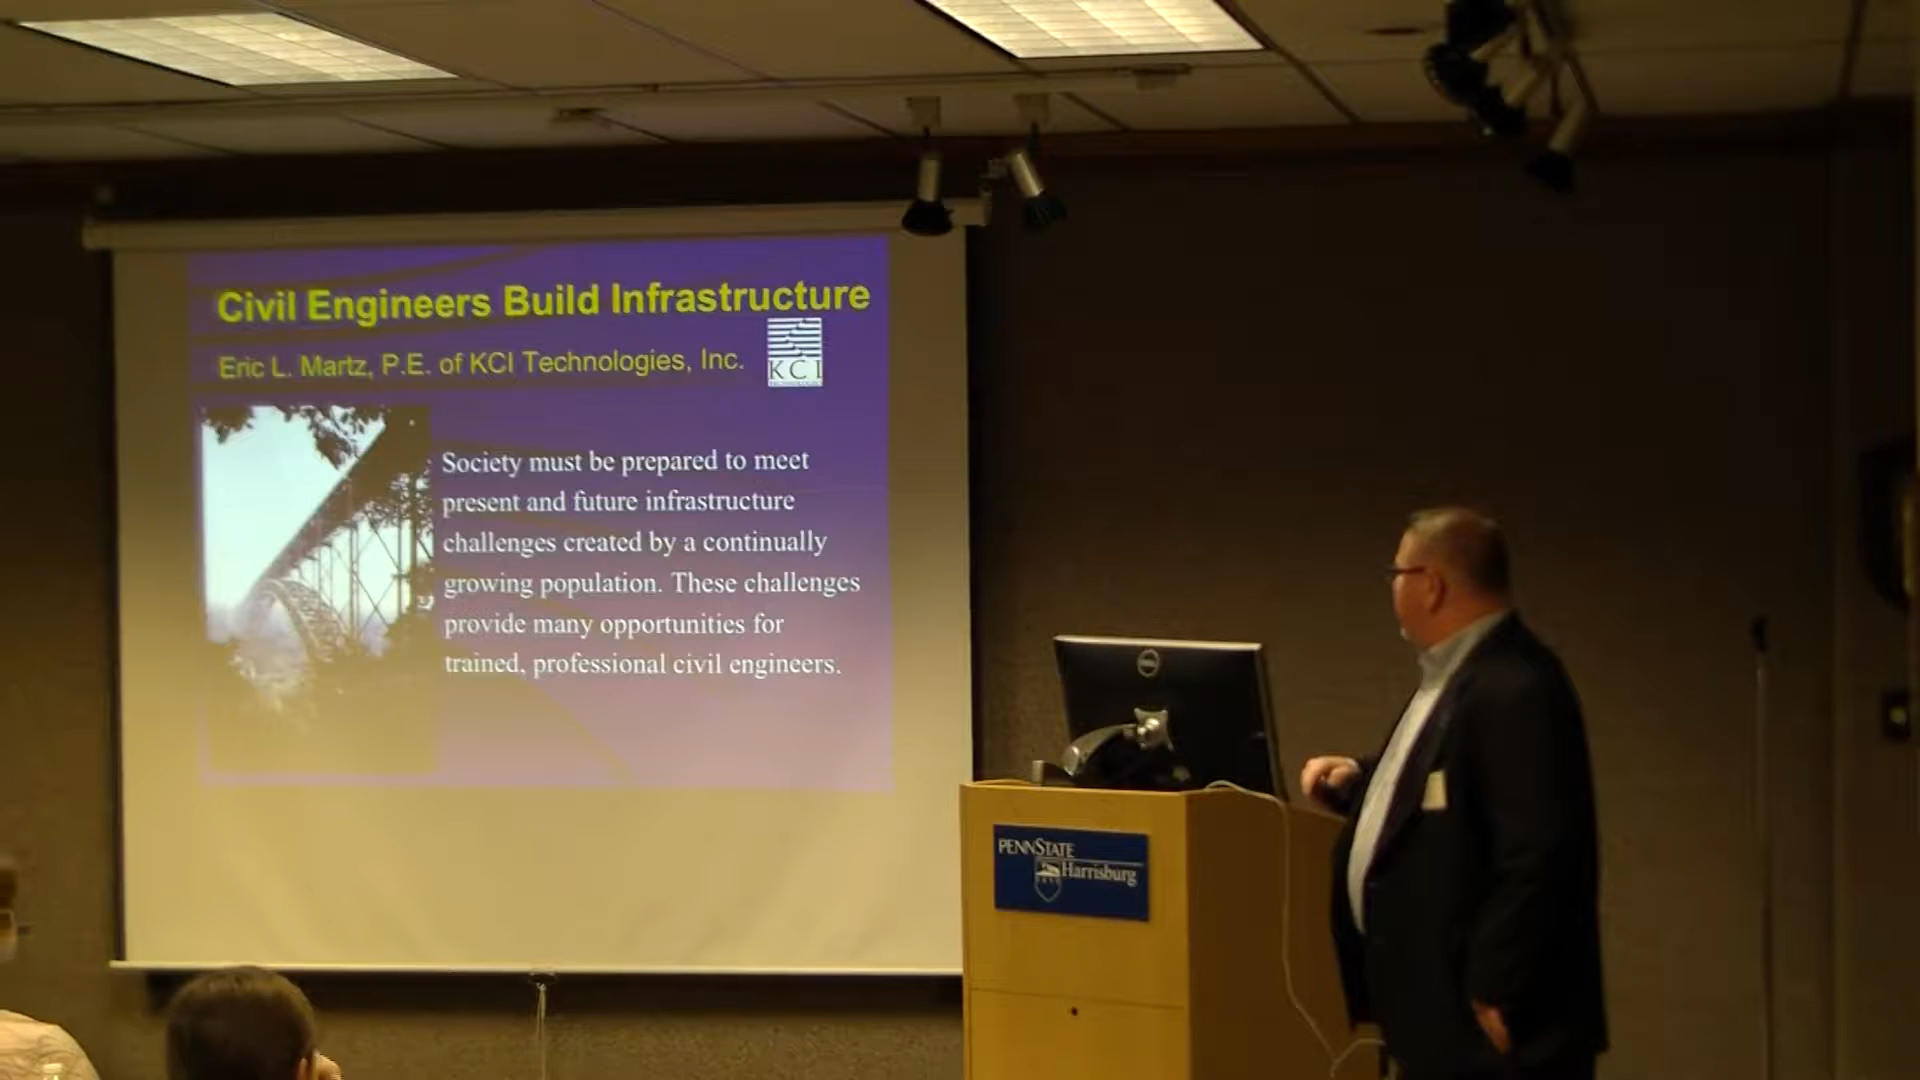 Civil Engineers Build Infrastructure
Eric L. Martz, P.E. of KCI Technologies, Inc.
KCI
Society must be prepared to meet
present and future infrastructure
challenges created by a continually
growing population. These challenges
provide many opportunities for
trained, professional civil engineers.
DELL
PENNSTATE
Harrisburg